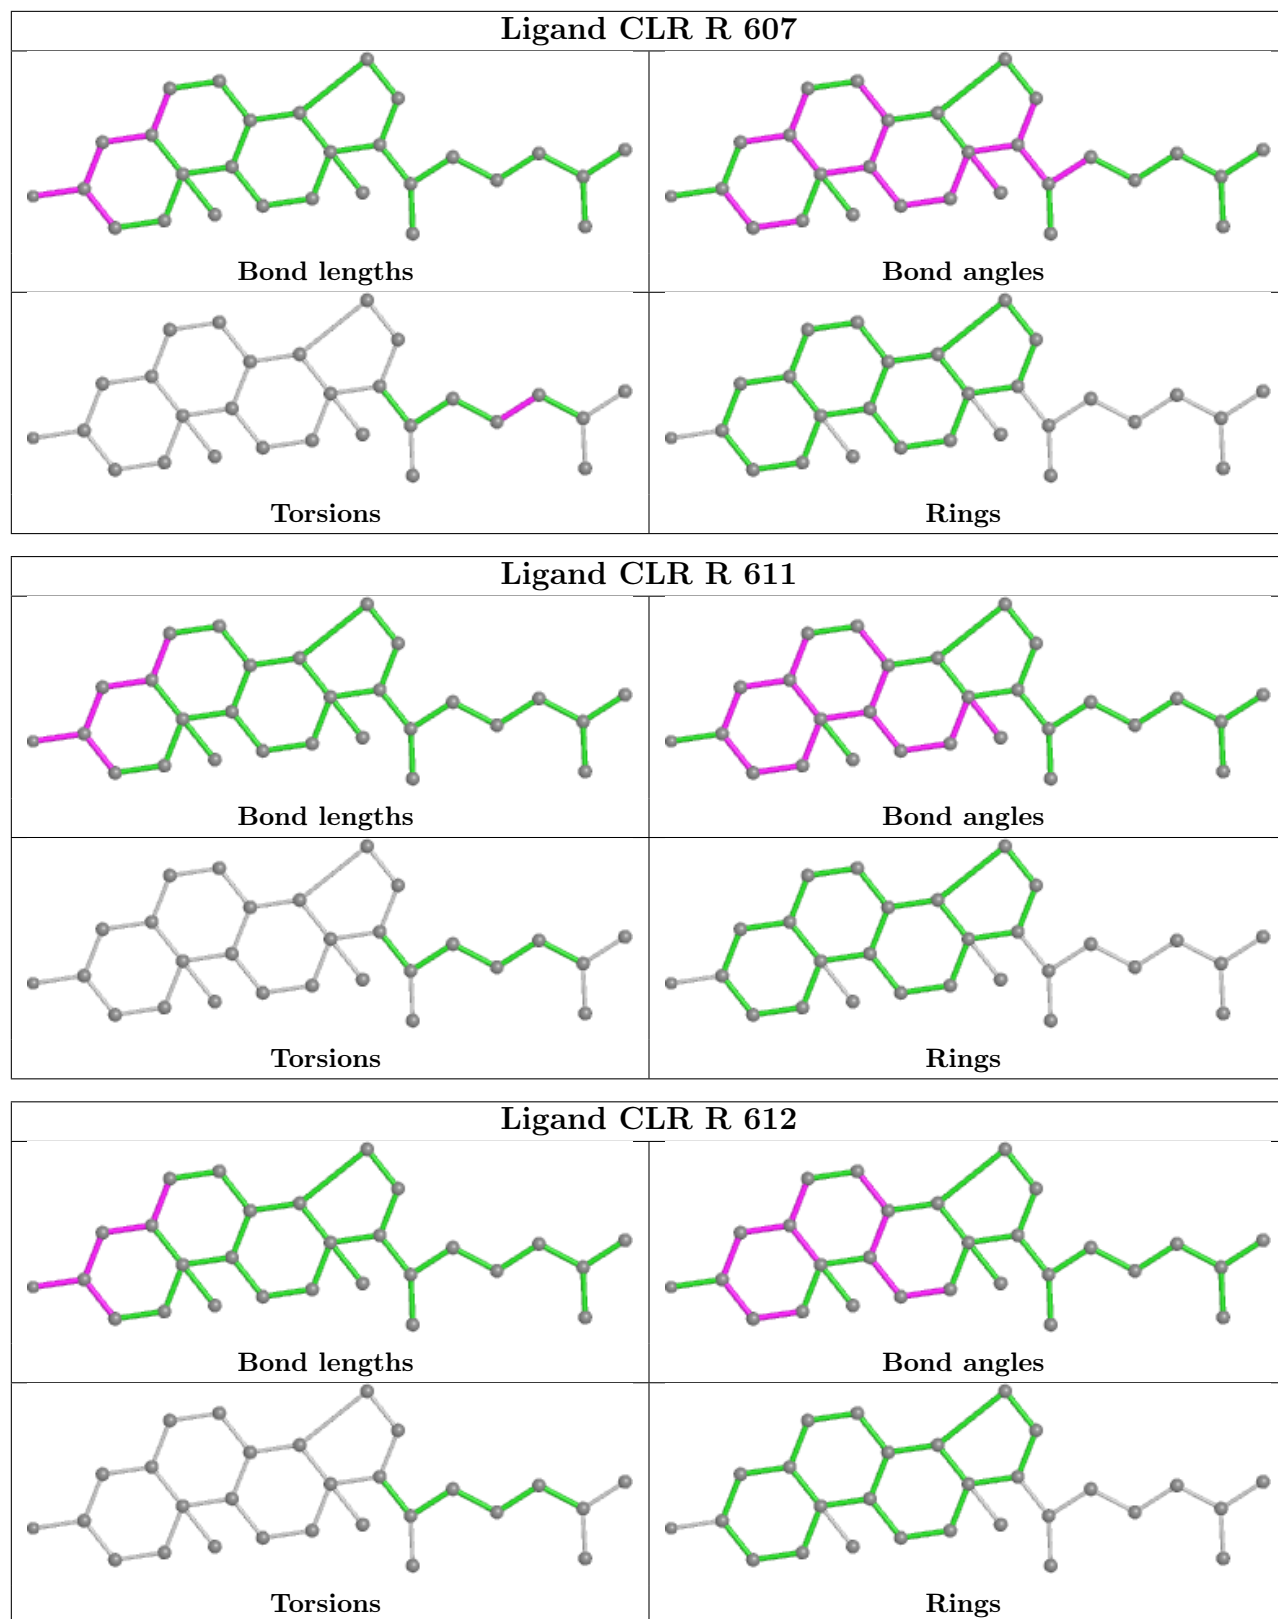 Ligand CLR R 607
Bond lengths
Bond angles
Torsions
Rings
Ligand CLR R 611
Bond lengths
Bond angles
Torsions
Rings
Ligand CLR R 612
Bond lengths
Bond angles
Torsions
Rings